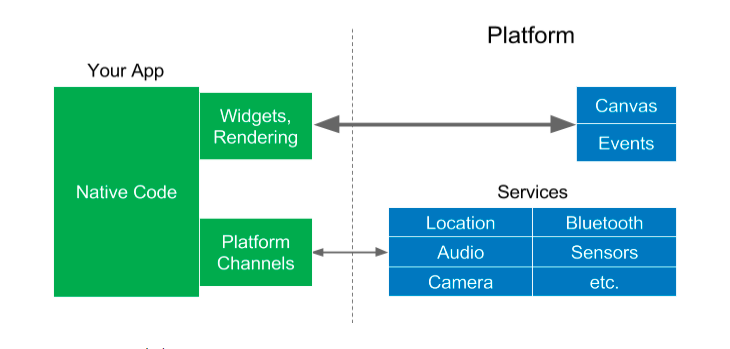 Platform
Your App
Widgets,
Rendering
Canvas
Events
Native Code
Services
Platform
Channels
Location
Bluetooth
Audio
Sensors
Camera
etc.